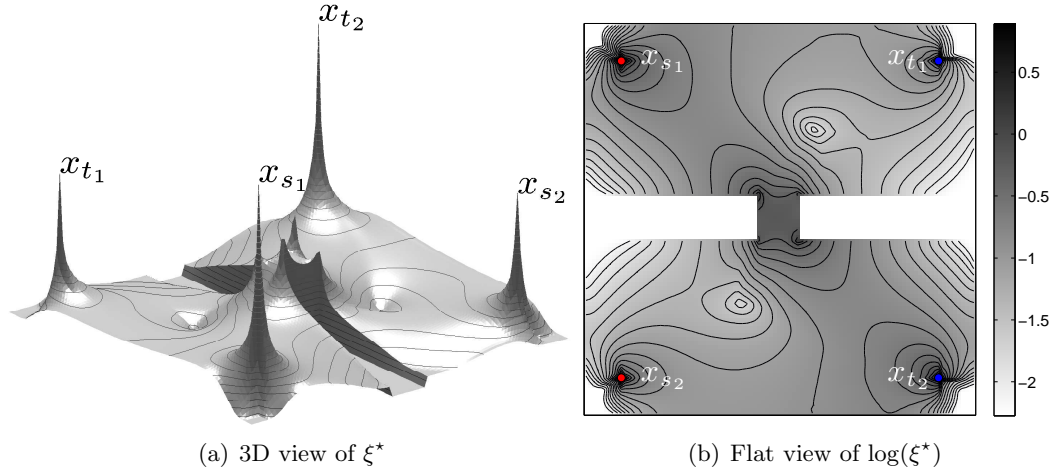 x_{t_2}
x_{t_1}
x_{s_1}
x_{s_2}
(a) 3D view of ξ⋆
x_{s_1}
x_{t_1}
x_{s_2}
x_{t_2}
0.5
0
−0.5
−1
−1.5
−2
(b) Flat view of log(ξ⋆)